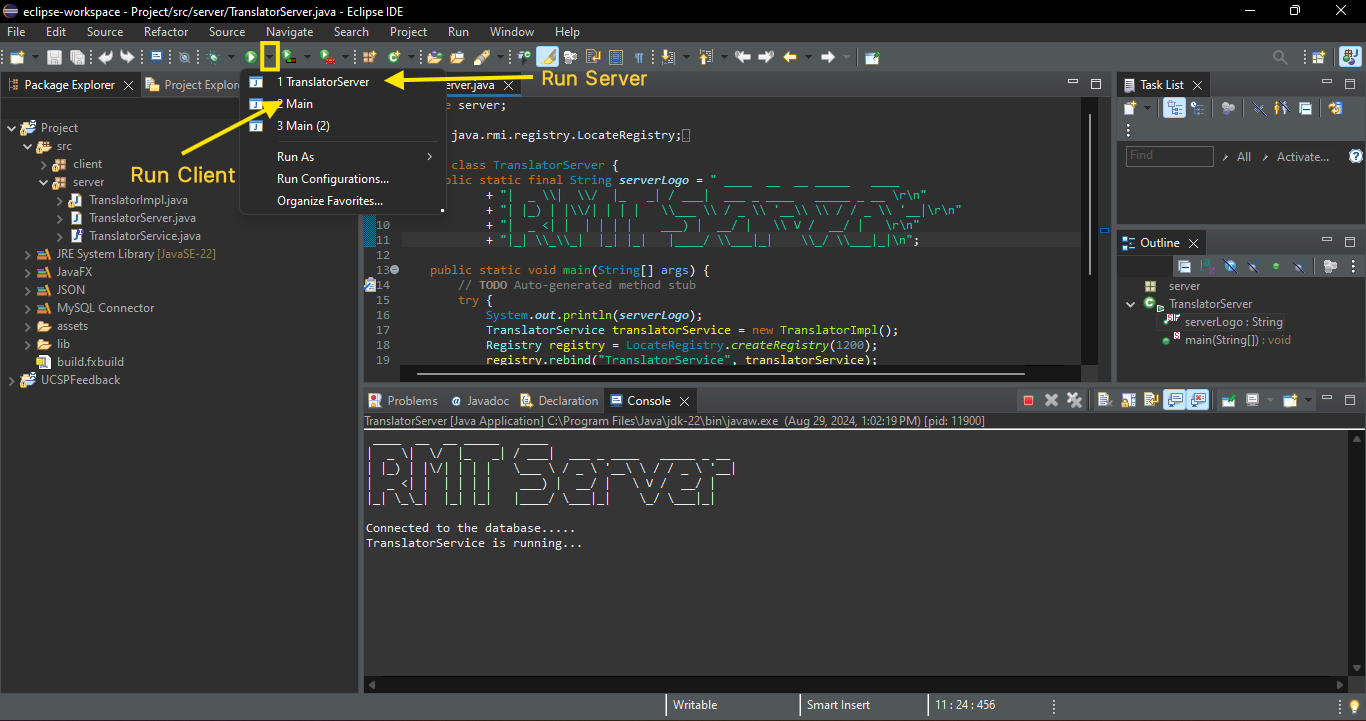 eclipse-workspace - Project/src/server/TranslatorServer.java - Eclipse IDE
File Edit Source Refactor Source Navigate Search Project Run Window Help
Package Explorer
Project Explore
erver.java
Task List
1 TranslatorServer
2 Main
3 Main (2)
Run As
Run Configurations...
Organize Favorites...
Run Server
Run Client
Project
src
client
server
TranslatorImpl.java
TranslatorServer.java
TranslatorService.java
JRE System Library [JavaSE-22]
JavaFX
JSON
MySQL Connector
assets
lib
build.fxbuild
UCSPFeedback
e server;
java.rmi.registry.LocateRegistry;
class TranslatorServer {
blic static final String serverLogo = "
10
11
12
13 public static void main(String[] args) {
14 // TODO Auto-generated method stub
15 try {
16 System.out.println(serverLogo);
17 TranslatorService translatorService = new TranslatorImpl();
18 Registry registry = LocateRegistry.createRegistry(1200);
19 registry.rebind("TranslatorService", translatorService);
Find
All
Activate...
Outline
server
TranslatorServer
serverLogo : String
main(String[]) : void
Problems
Javadoc
Declaration
Console
TranslatorServer [Java Application] C:\Program Files\Java\jdk-22\bin\javaw.exe (Aug 29, 2024, 1:02:19 PM) [pid: 11900]
RMT Server
Connected to the database.....
TranslatorService is running...
Writable
Smart Insert
11 : 24 : 456